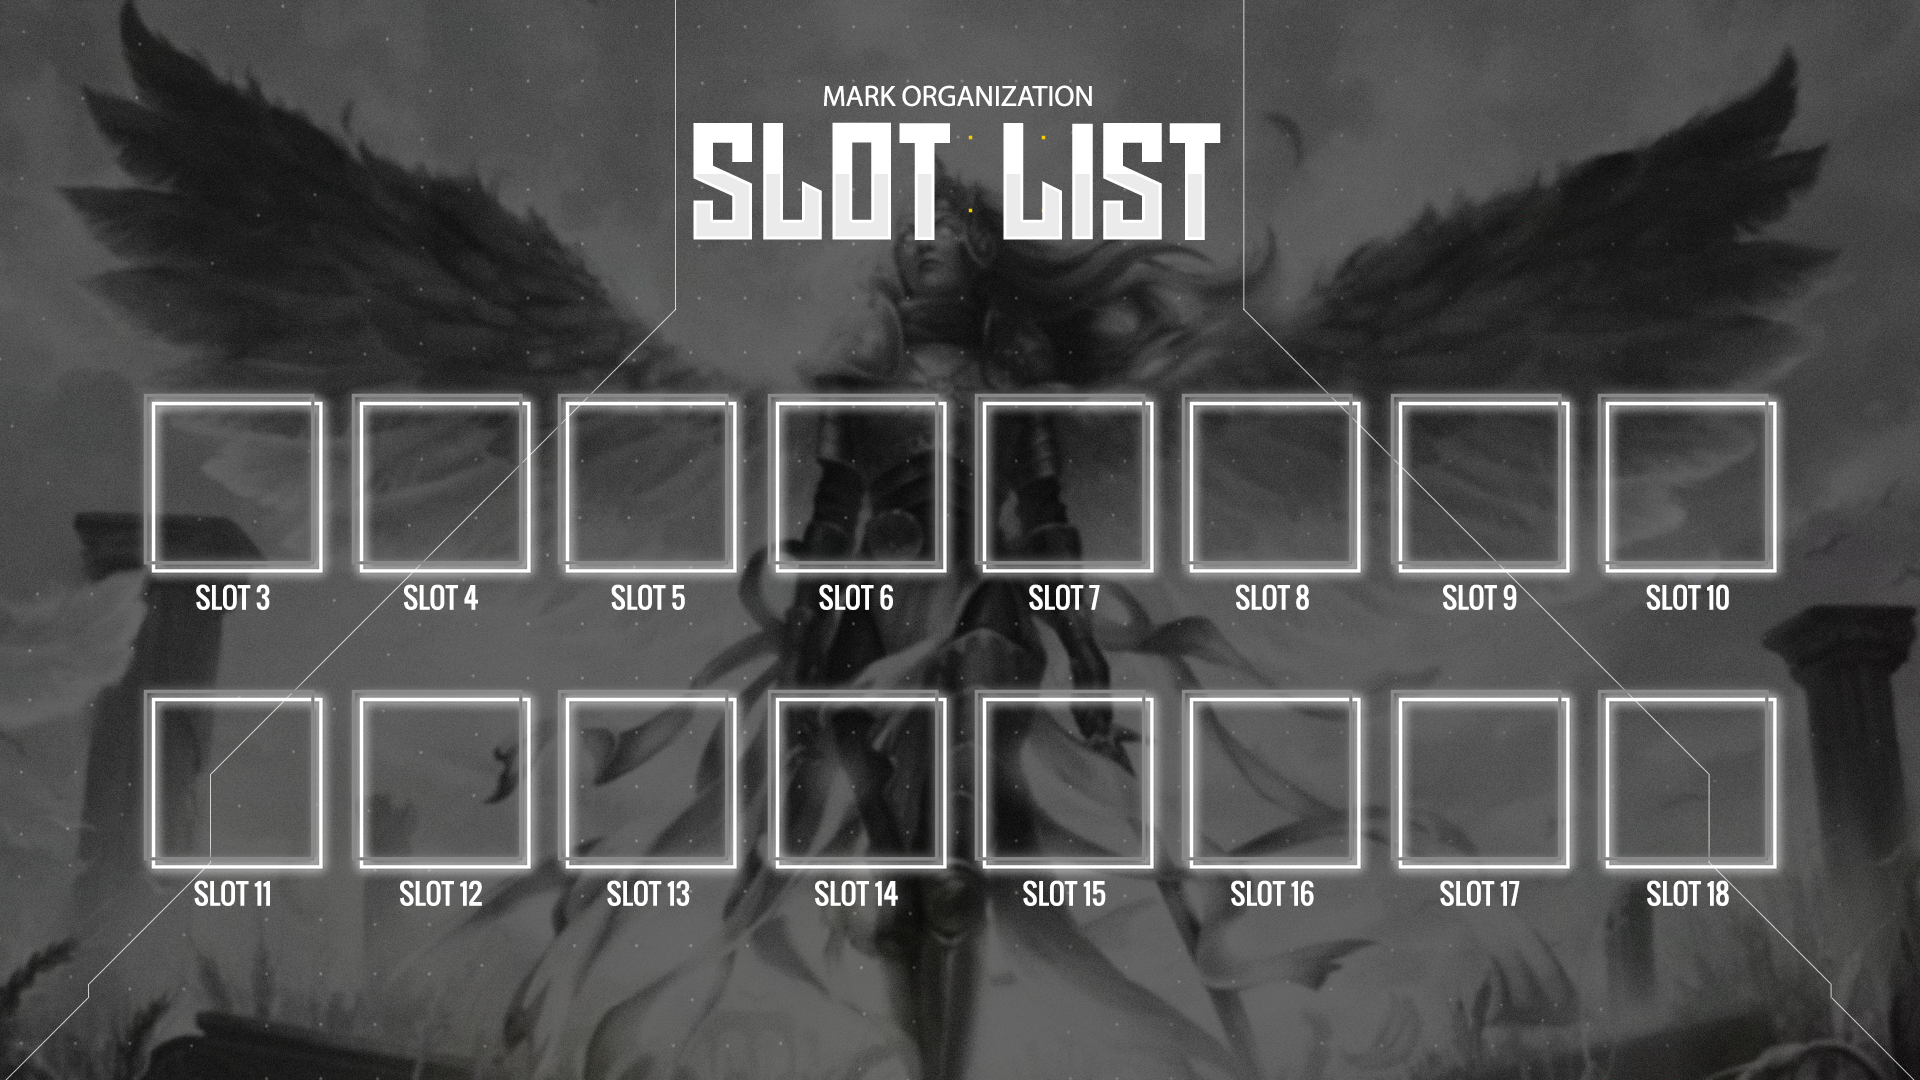 MARK ORGANIZATION
SLOT LIST
SLOT 3 SLOT 4 SLOT 5 SLOT 6 SLOT 7 SLOT 8 SLOT 9 SLOT 10
SLOT 11 SLOT 12 SLOT 13 SLOT 14 SLOT 15 SLOT 16 SLOT 17 SLOT 18